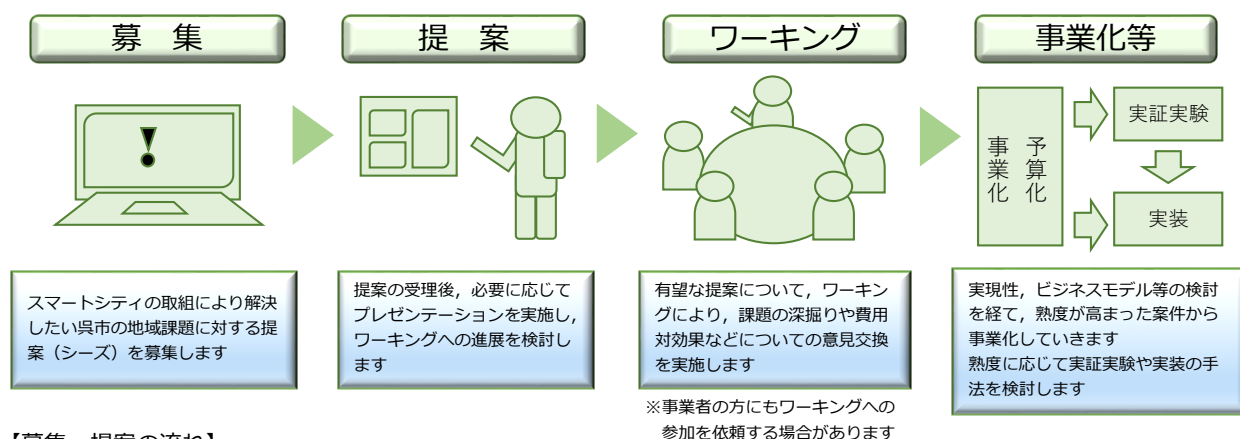 募　集
提　案
ワーキング
事業化等
事業化
予算化
実証実験
実装
スマートシティの取組により解決
したい呉市の地域課題に対する提
案（シーズ）を募集します
提案の受理後，必要に応じて
プレゼンテーションを実施し，
ワーキングへの進展を検討し
ます
有望な提案について，ワーキン
グにより，課題の深掘りや費用
対効果などについての意見交換
を実施します
※事業者の方にもワーキングへの
参加を依頼する場合があります
実現性，ビジネスモデル等の検討
を経て，熟度が高まった案件から
事業化していきます
熟度に応じて実証実験や実装の手
法を検討します
【募集・提案の流れ】